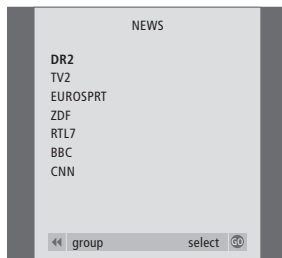 NEWS
DR2
TV2
EUROSPRT
ZDF
RTL7
BBC
CNN
group select GO